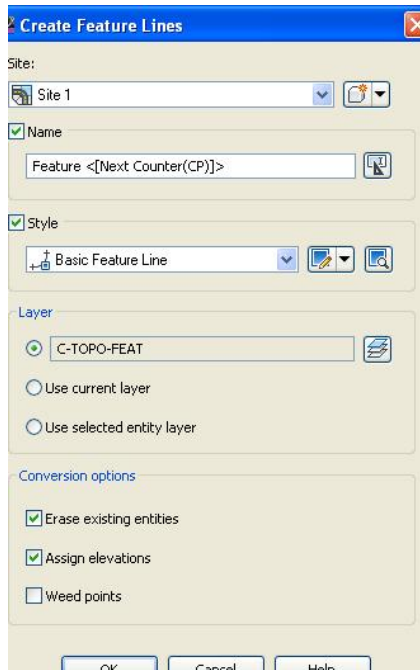 Create Feature Lines
Site:
Site 1
Name
Feature <[Next Counter(CP)]>
Style
Basic Feature Line
Layer
C-TOPO-FEAT
Use current layer
Use selected entity layer
Conversion options
Erase existing entities
Assign elevations
Weed points
OK Cancel Help